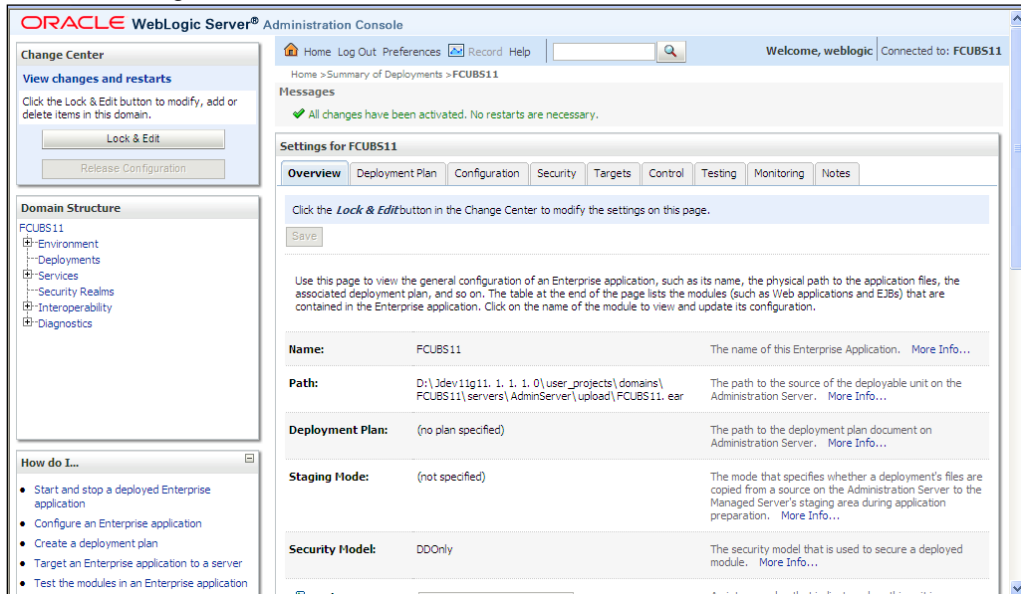 ORACLE WebLogic Server® Administration Console
Change Center
View changes and restarts
Click the Lock & Edit button to modify, add or
delete items in this domain.
Lock & Edit
Release Configuration
Domain Structure
FCUBS11
Environment
Deployments
Services
Security Realms
Interoperability
Diagnostics
How do I...
Start and stop a deployed Enterprise
application
Configure an Enterprise application
Create a deployment plan
Target an Enterprise application to a server
Test the modules in an Enterprise application
Home Log Out Preferences Record Help
Welcome, weblogic Connected to: FCUBS11
Home >Summary of Deployments >FCUBS11
Messages
All changes have been activated. No restarts are necessary.
Settings for FCUBS11
Overview Deployment Plan Configuration Security Targets Control Testing Monitoring Notes
Click the Lock & Edit button in the Change Center to modify the settings on this page.
Save
Use this page to view the general configuration of an Enterprise application, such as its name, the physical path to the application files, the
associated deployment plan, and so on. The table at the end of the page lists the modules (such as Web applications and EJBs) that are
contained in the Enterprise application. Click on the name of the module to view and update its configuration.
Name: FCUBS11 The name of this Enterprise Application. More Info...
Path: D:\Jdev11g11. 1. 1. 1. 0\user_projects\domains\ The path to the source of the deployable unit on the
FCUBS11\servers\AdminServer\upload\FCUBS11. ear Administration Server. More Info...
Deployment Plan: (no plan specified) The path to the deployment plan document on
Administration Server. More Info...
Staging Mode: (not specified) The mode that specifies whether a deployment's files are
copied from a source on the Administration Server to the
Managed Server's staging area during application
preparation. More Info...
Security Model: DDOnly The security model that is used to secure a deployed
module. More Info...